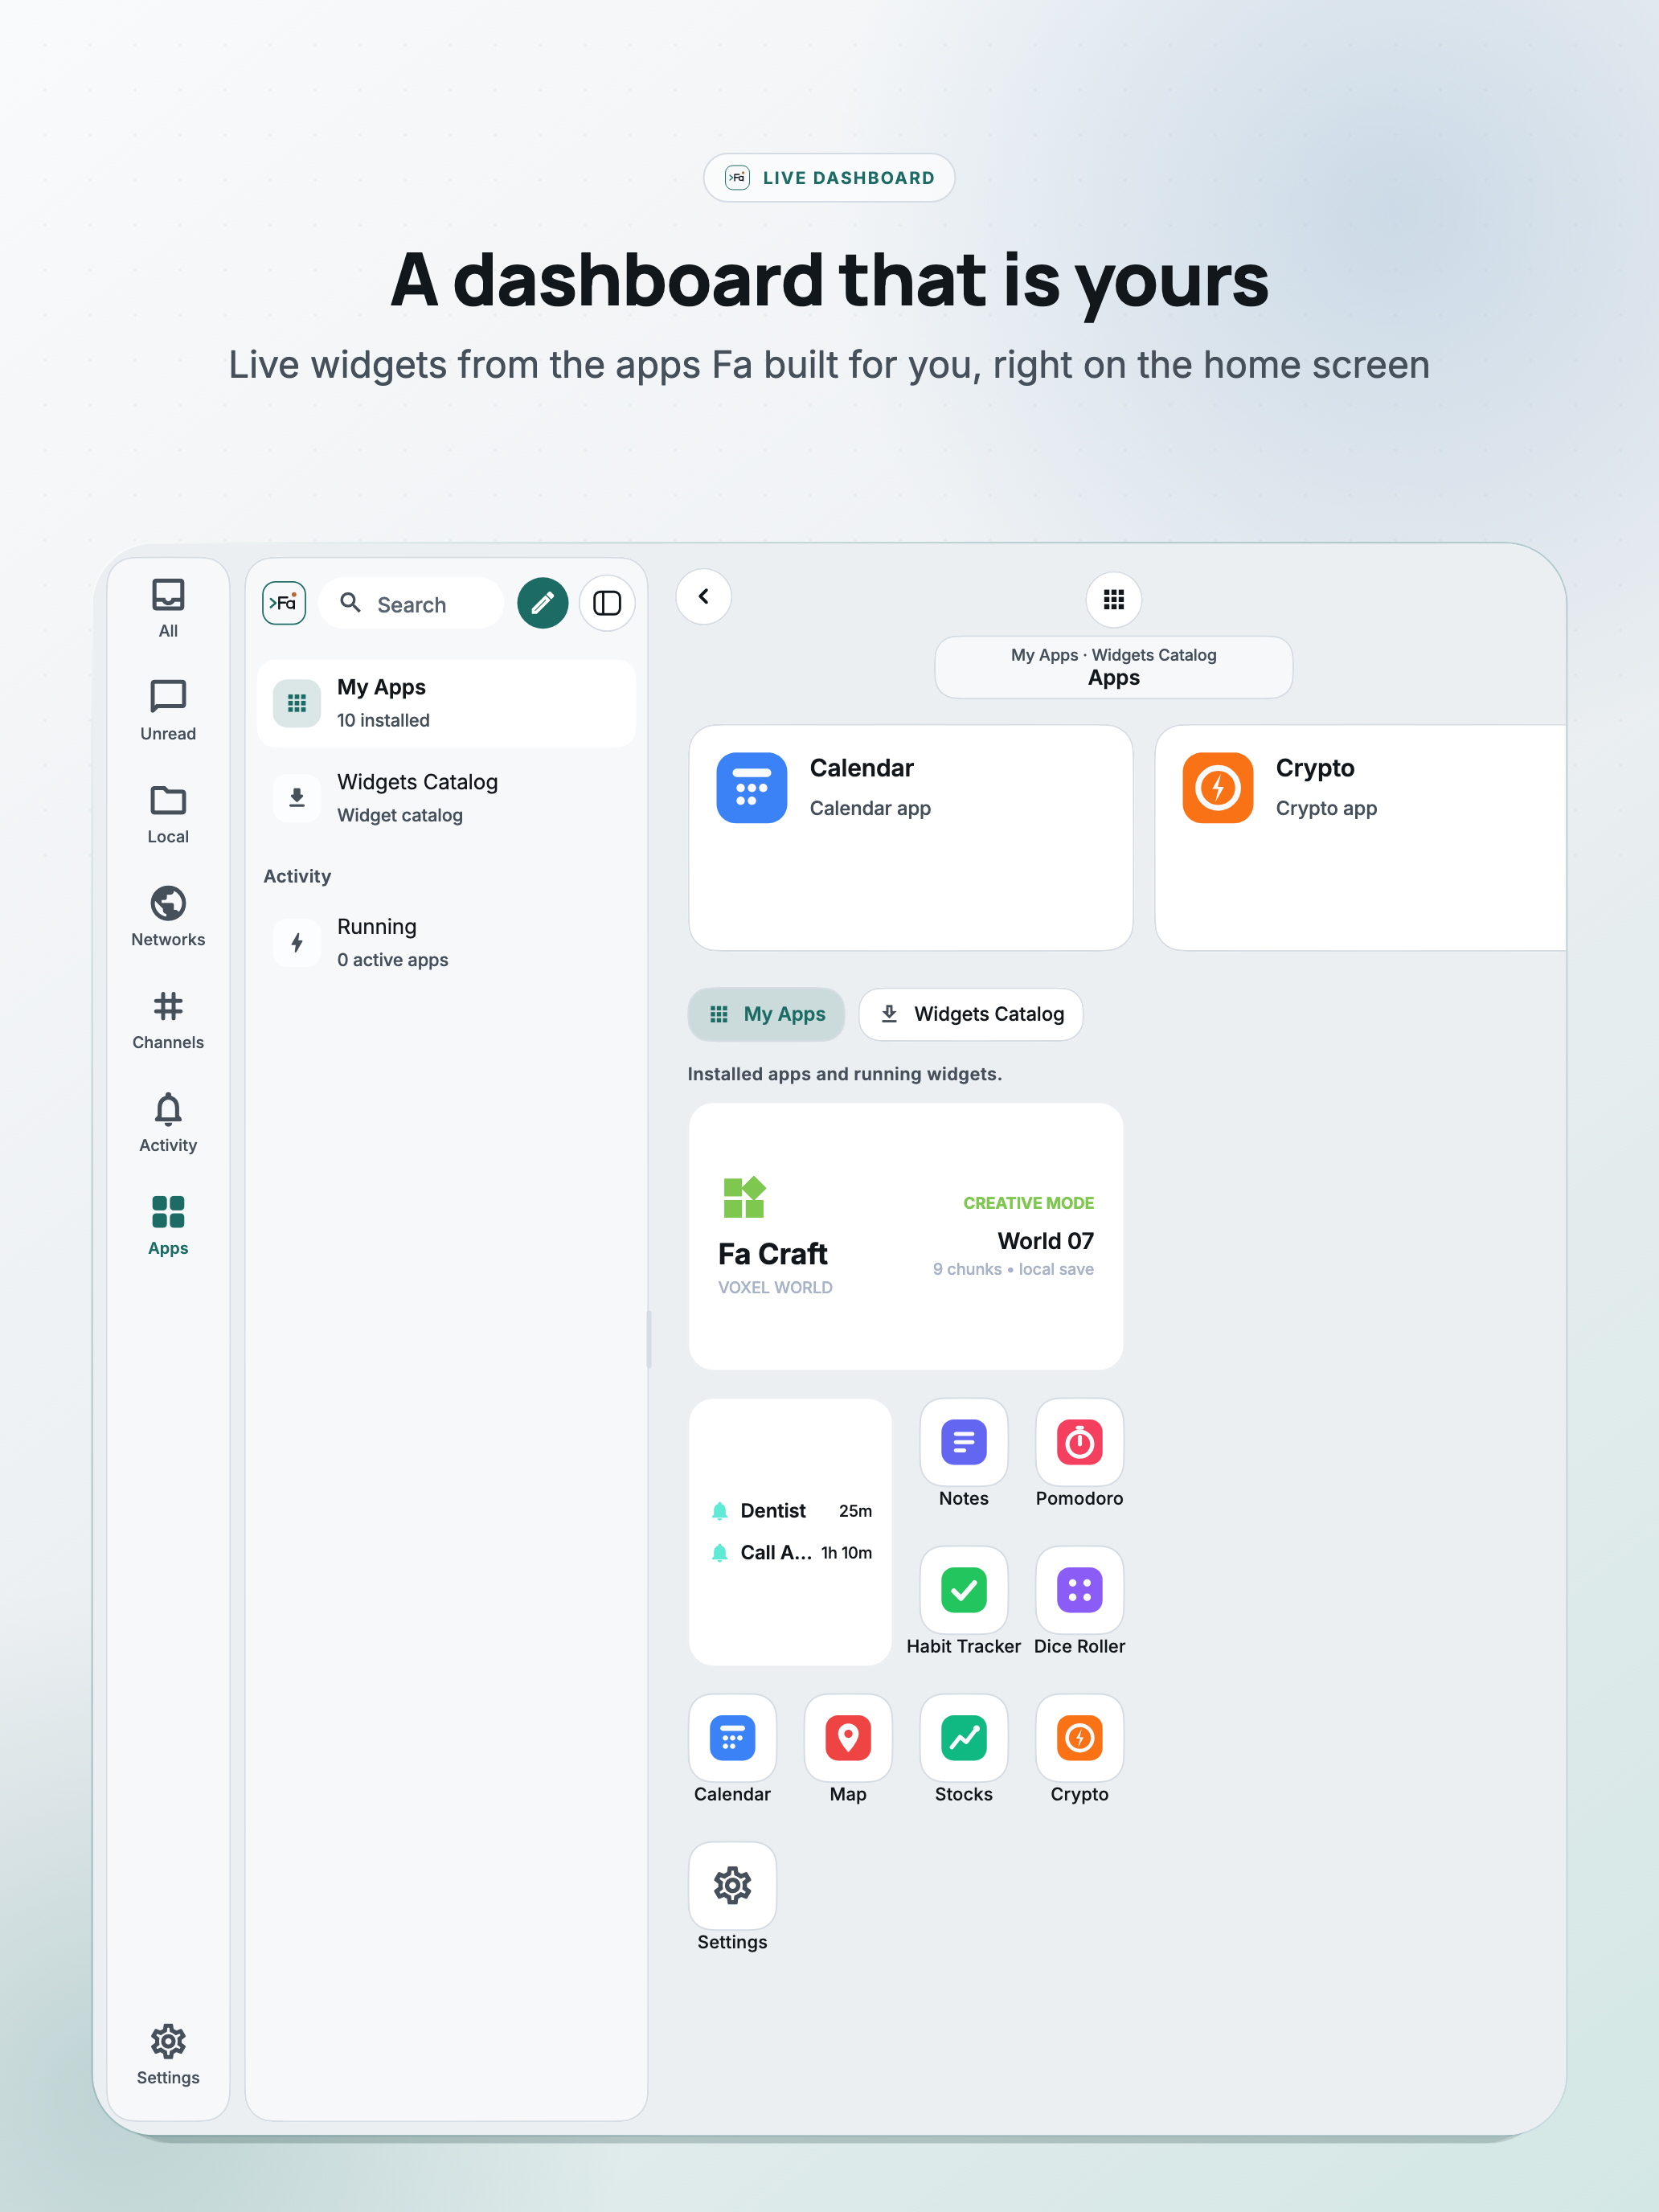 >Fa LIVE DASHBOARD
A dashboard that is yours
Live widgets from the apps Fa built for you, right on the home screen
All
Unread
Local
Networks
Channels
Activity
Apps
Settings
>Fa
Search
My Apps
10 installed
Widgets Catalog
Widget catalog
Activity
Running
0 active apps
My Apps · Widgets Catalog
Apps
Calendar
Calendar app
Crypto
Crypto app
My Apps
Widgets Catalog
Installed apps and running widgets.
Fa Craft
VOXEL WORLD
CREATIVE MODE
World 07
9 chunks • local save
Dentist 25m
Call A... 1h 10m
Notes
Pomodoro
Habit Tracker
Dice Roller
Calendar
Map
Stocks
Crypto
Settings